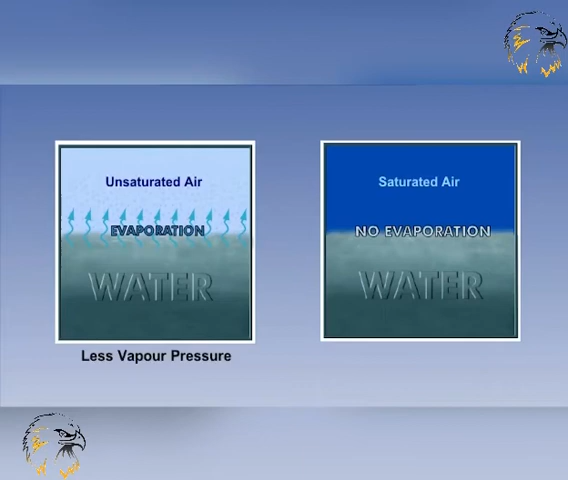 Unsaturated Air
EVAPORATION
WATER
Less Vapour Pressure
Saturated Air
NO EVAPORATION
WATER